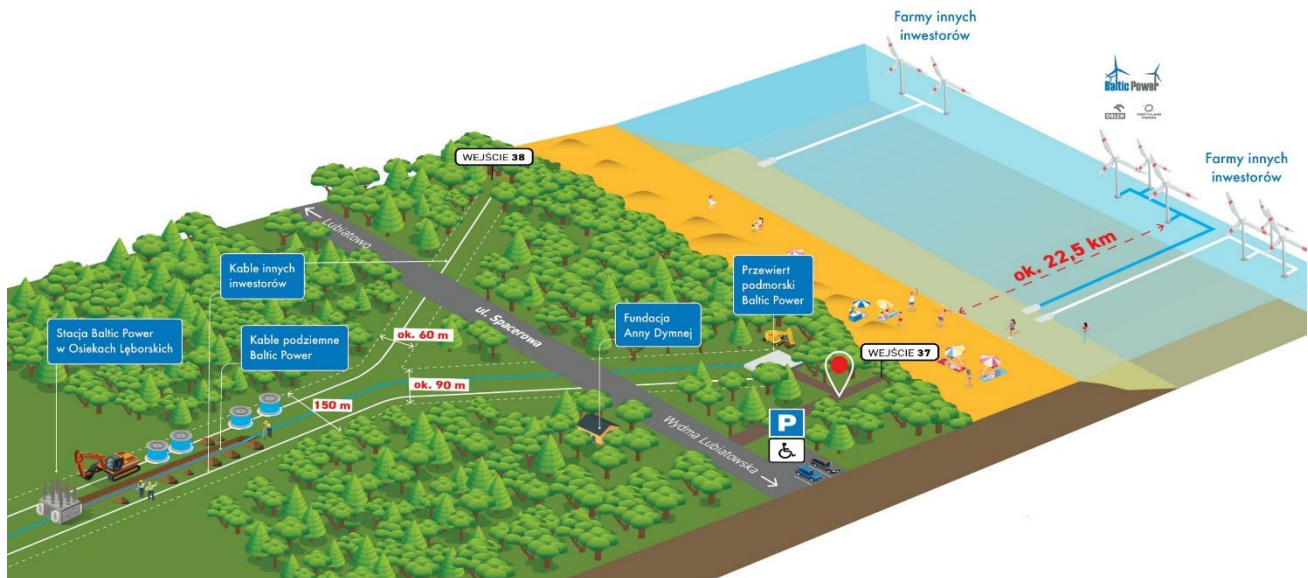 Farmy innych
inwestorów
Baltic Power
ORLEN
NORTHLAND
POWER
Farmy innych
inwestorów
WEJŚCIE 38
Lubiatowo
Kable innych
inwestorów
ok. 22,5 km
Przewiert
podmorski
Baltic Power
ul. Spacerowa
Fundacja
Anny Dymnej
Stacja Baltic Power
w Osiekach Lęborskich
Kable podziemne
Baltic Power
ok. 60 m
WEJŚCIE 37
ok. 90 m
150 m
P
Wydma Lubiatowska